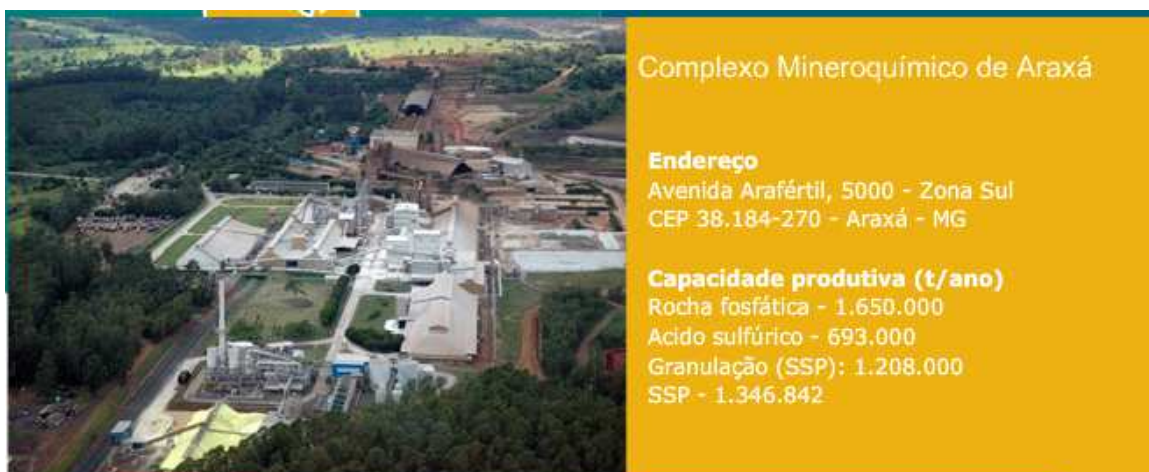 Complexo Mineroquímico de Araxá
Endereço
Avenida Arafértil, 5000 - Zona Sul
CEP 38.184-270 - Araxá - MG
Capacidade produtiva (t/ano)
Rocha fosfática - 1.650.000
Acido sulfúrico - 693.000
Granulação (SSP): 1.208.000
SSP - 1.346.842